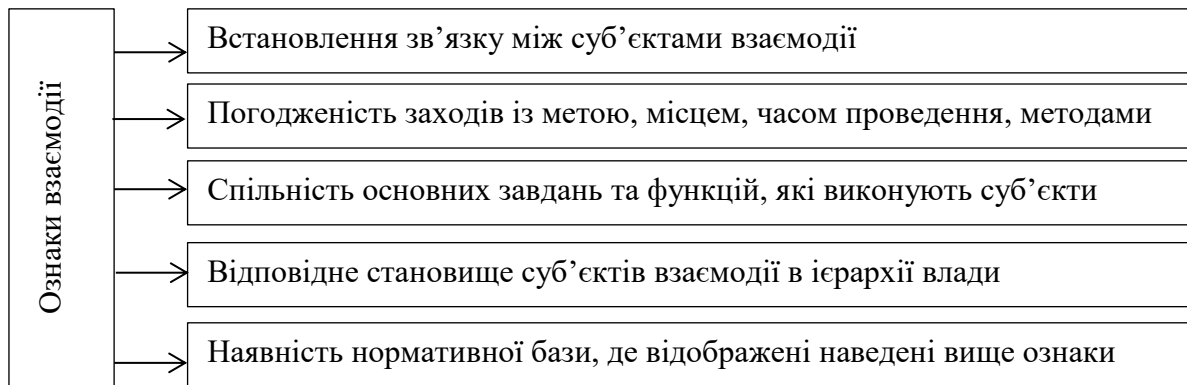 Ознаки взаємодії
Встановлення зв’язку між суб’єктами взаємодії
Погодженість заходів із метою, місцем, часом проведення, методами
Спільність основних завдань та функцій, які виконують суб’єкти
Відповідне становище суб’єктів взаємодії в ієрархії влади
Наявність нормативної бази, де відображені наведені вище ознаки